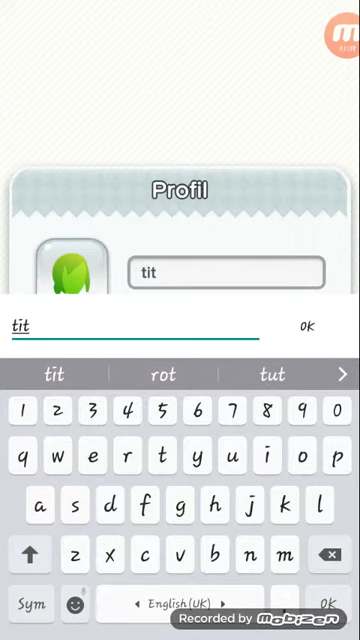 Profil
tit
tit OK
tit rot tut
1 2 3 4 5 6 7 8 9 0
q w e r t y u i o p
a s d f g h j k l
z x c v b n m
Sym English(UK) . OK
Recorded by mobizen